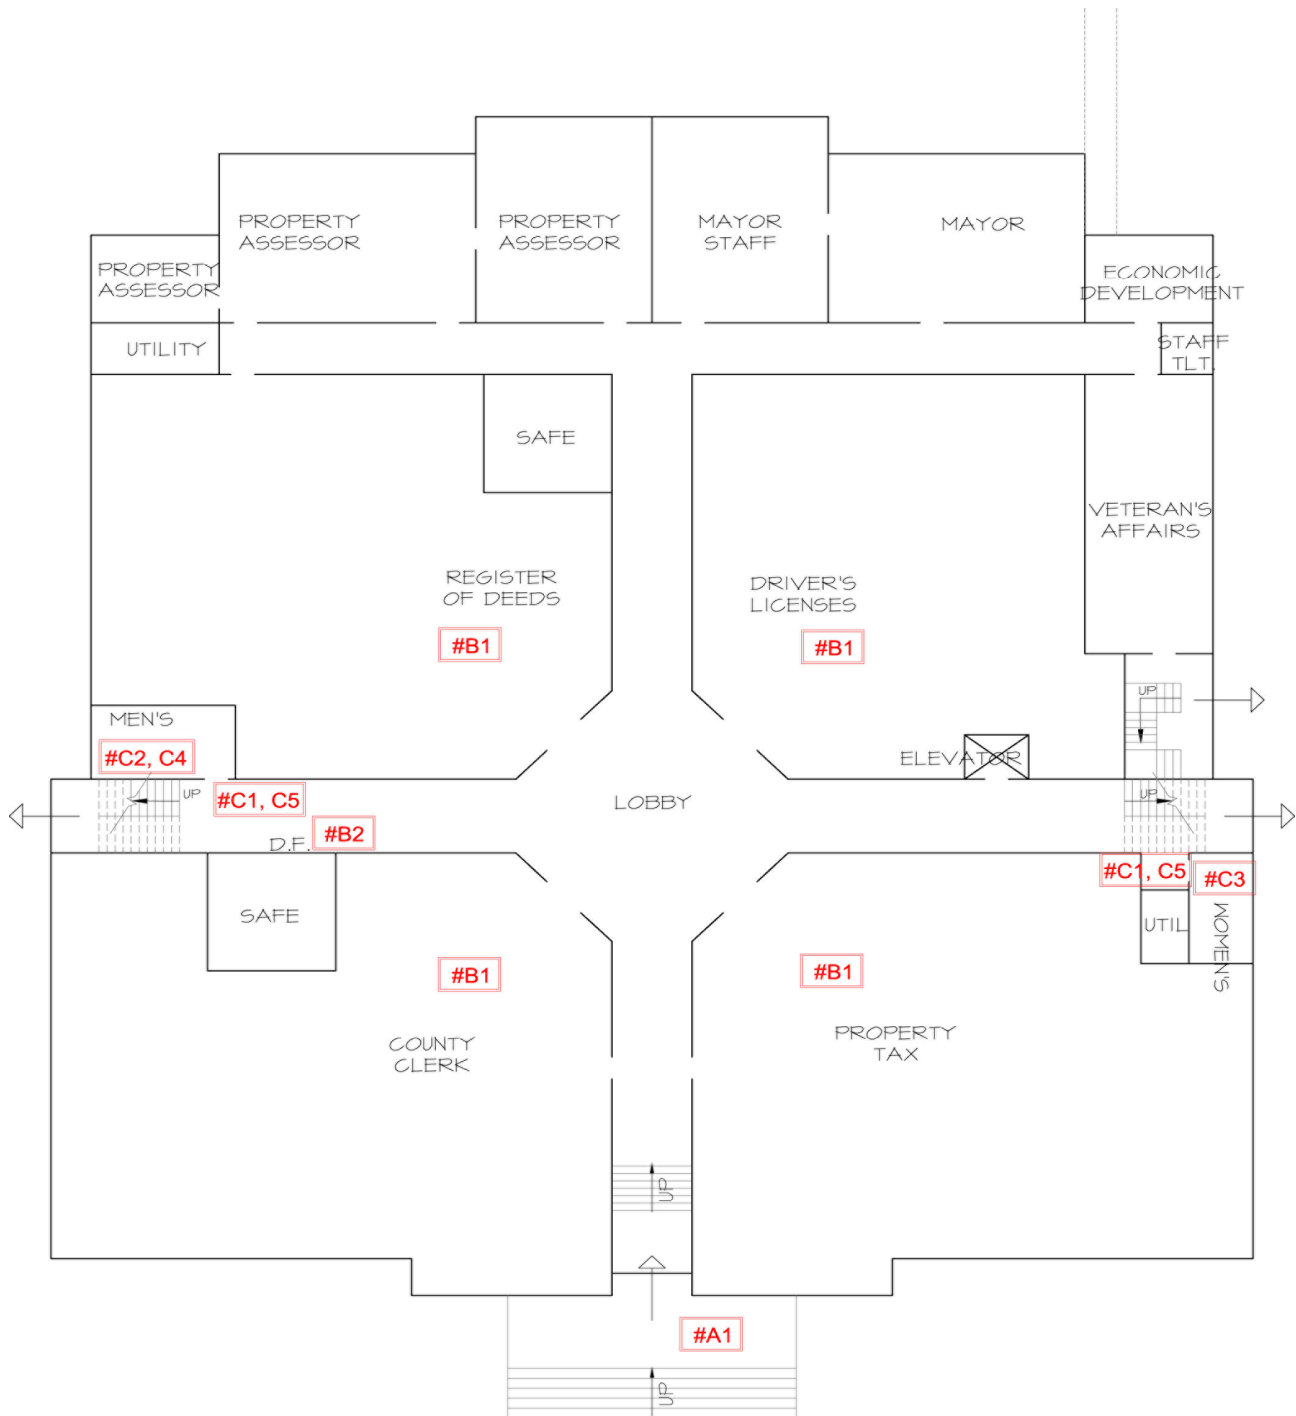 PROPERTY
ASSESSOR
PROPERTY
ASSESSOR
MAYOR
STAFF
MAYOR
PROPERTY
ASSESSOR
ECONOMIC
DEVELOPMENT
UTILITY
STAFF
TLT.
SAFE
VETERAN'S
AFFAIRS
REGISTER
OF DEEDS
DRIVER'S
LICENSES
#B1
#B1
UP
MEN'S
#C2, C4
ELEVATOR
UP
#C1, C5
LOBBY
UP
#B2
D.F.
#C1, C5
#C3
SAFE
UTIL
WOMEN'S
#B1
#B1
COUNTY
CLERK
PROPERTY
TAX
UP
#A1
UP